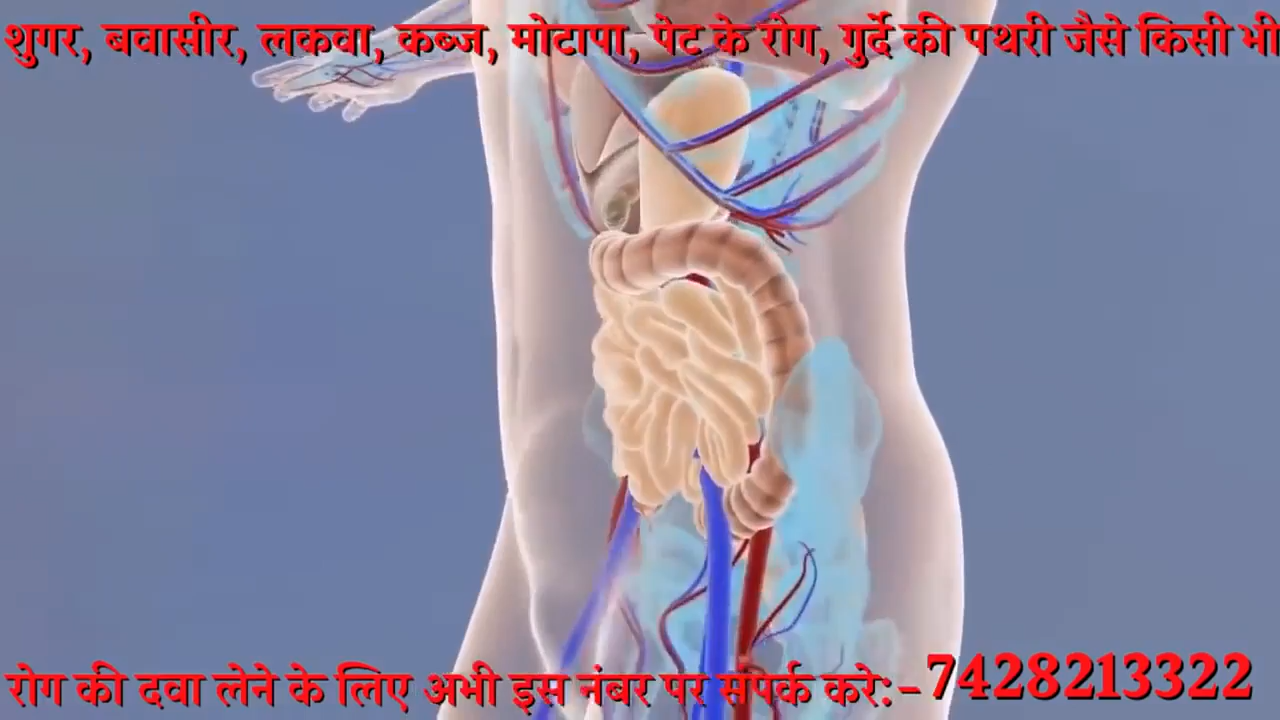 शुगर, बवासीर, लकवा, कब्ज, मोटापा, पेट के रोग, गुर्दे की पथरी जैसे किसी भी
रोग की दवा लेने के लिए अभी इस नंबर पर संपर्क करे:-7428213322